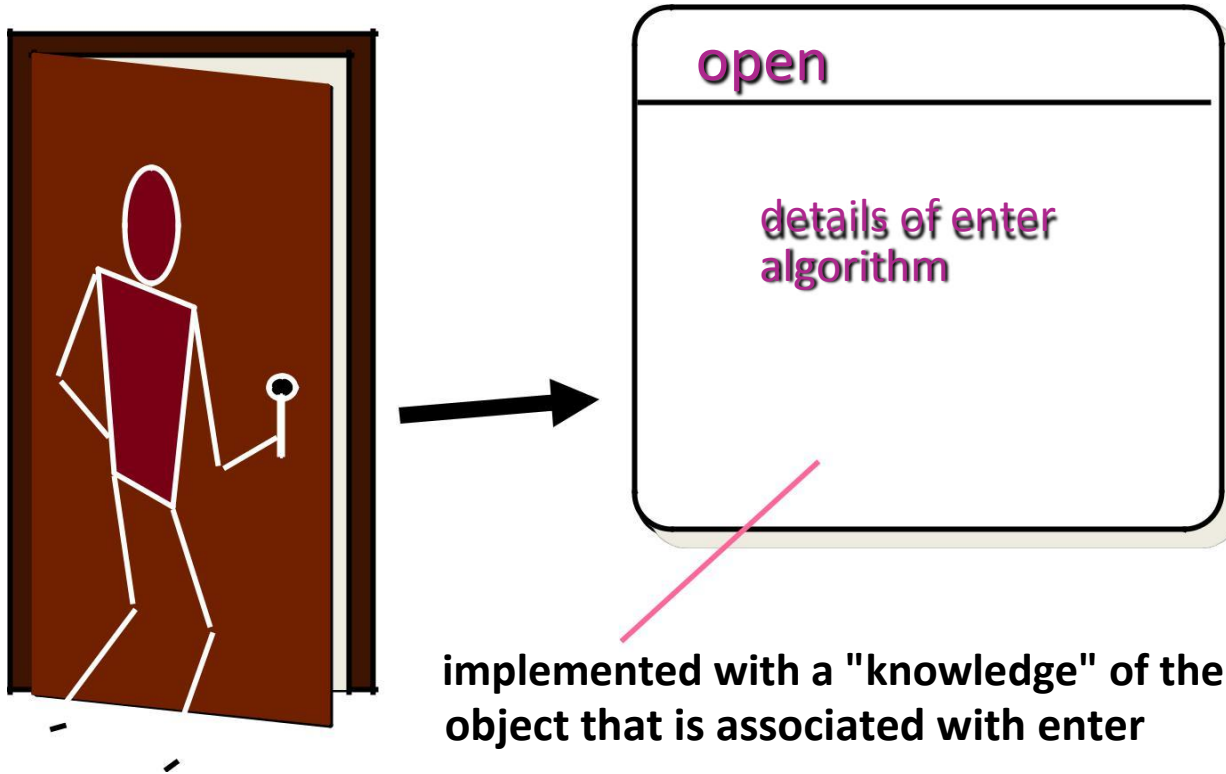 open
details of enter
algorithm
implemented with a "knowledge" of the
object that is associated with enter